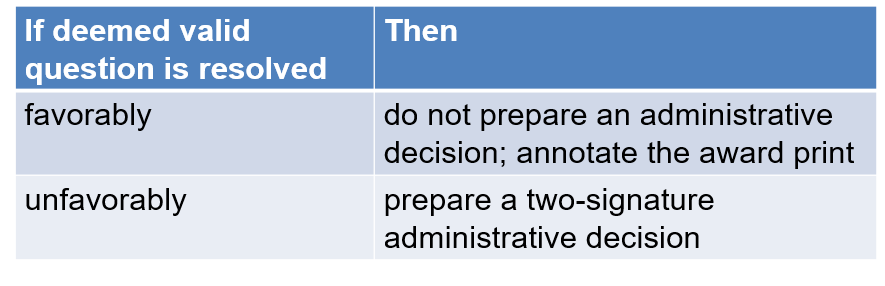 If deemed valid
question is resolved
Then
favorably
do not prepare an administrative
decision; annotate the award print
unfavorably
prepare a two-signature
administrative decision